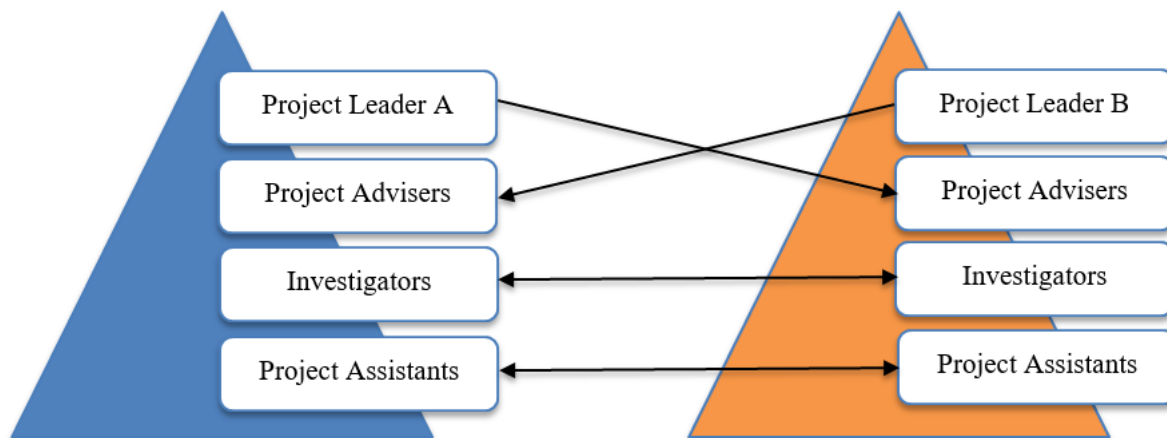 Project Leader A
Project Advisers
Investigators
Project Assistants
Project Leader B
Project Advisers
Investigators
Project Assistants